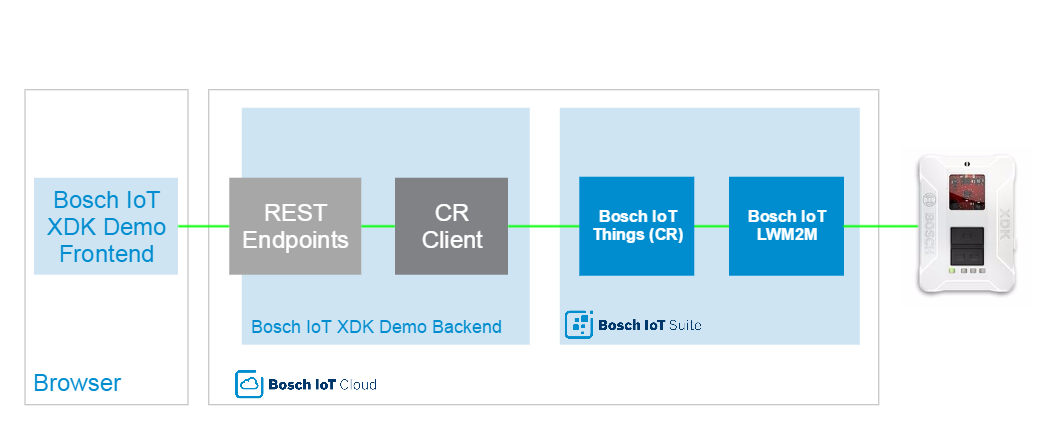 Bosch IoT
XDK Demo
Frontend
Browser
REST
Endpoints
CR
Client
Bosch IoT XDK Demo Backend
Bosch IoT
Things (CR)
Bosch IoT
LWM2M
Bosch IoT Suite
Bosch IoT Cloud
BOSCH
XDK